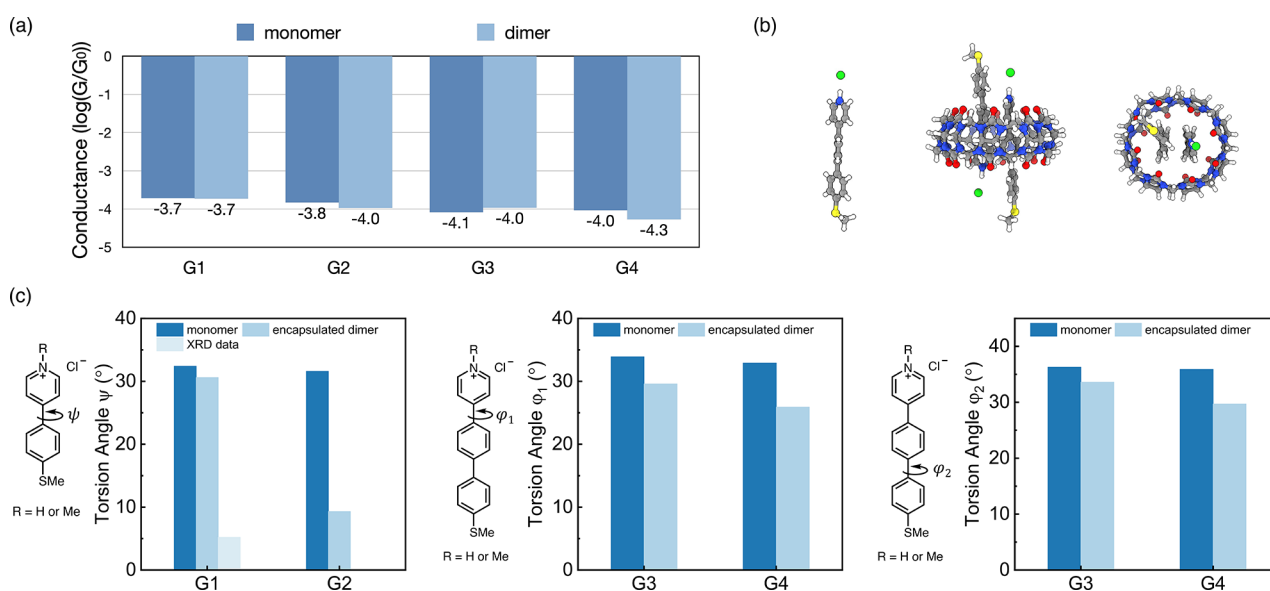 (a)
monomer
dimer
Conductance (log(G/G₀))
0
-1
-2
-3
-4
-5
-3.7
-3.7
-3.8
-4.0
-4.1
-4.0
-4.0
-4.3
G1
G2
G3
G4
(b)
(c)
R
N
+
Cl⁻
ψ
SMe
R = H or Me
Torsion Angle ψ (°)
40
30
20
10
0
monomer
encapsulated dimer
XRD data
G1
G2
R
N
+
Cl⁻
φ₁
SMe
R = H or Me
Torsion Angle φ₁ (°)
40
30
20
10
0
monomer
encapsulated dimer
G3
G4
R
N
+
Cl⁻
φ₂
SMe
R = H or Me
Torsion Angle φ₂ (°)
40
30
20
10
0
monomer
encapsulated dimer
G3
G4